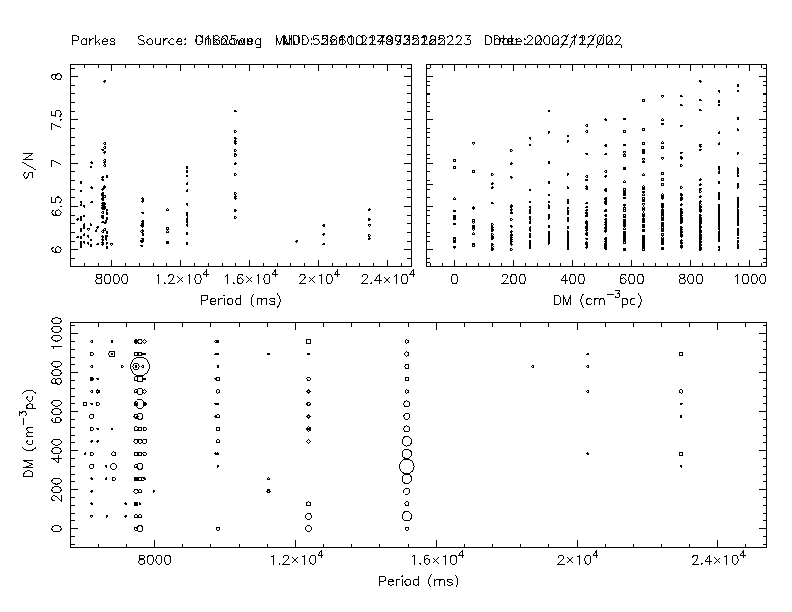 Parkes Source: Date:
8
7.5
7
6.5
6
S/N
8000 1.2×10⁴ 1.6×10⁴ 2×10⁴ 2.4×10⁴
Period (ms)
0 200 400 600 800 1000
DM (cm⁻³pc)
1000
800
600
400
200
0
DM (cm⁻³pc)
8000 1.2×10⁴ 1.6×10⁴ 2×10⁴ 2.4×10⁴
Period (ms)